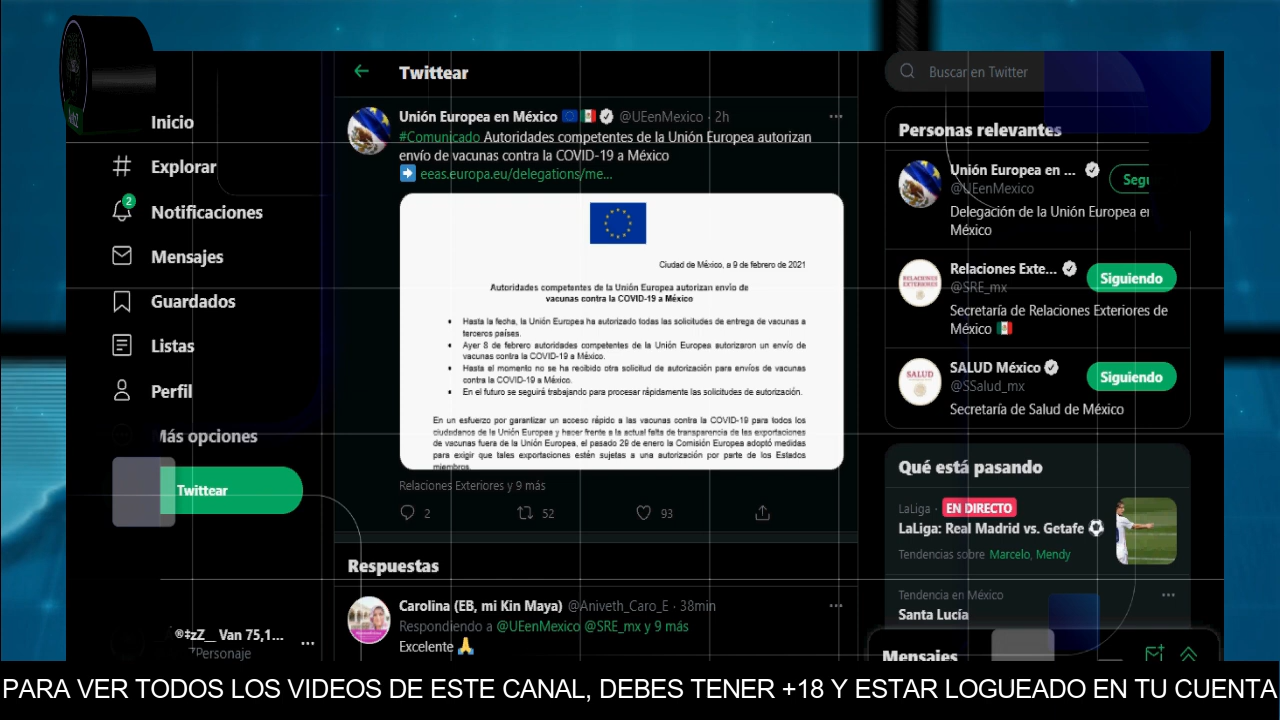 Inicio
Explorar
2
Notificaciones
Mensajes
Guardados
Listas
Perfil
Más opciones
Twittear
®‡zZ__ Van 75,1...
Personaje
Twittear
Unión Europea en México @UEenMexico · 2h
#Comunicado Autoridades competentes de la Unión Europea autorizan
envío de vacunas contra la COVID-19 a México
➡ eeas.europa.eu/delegations/me...
Ciudad de México, a 9 de febrero de 2021
Autoridades competentes de la Unión Europea autorizan envío de
vacunas contra la COVID-19 a México
• Hasta la fecha, la Unión Europea ha autorizado todas las solicitudes de entrega de vacunas a
terceros países.
• Ayer 8 de febrero autoridades competentes de la Unión Europea autorizaron un envío de
vacunas contra la COVID-19 a México.
• Hasta el momento no se ha recibido otra solicitud de autorización para envíos de vacunas
contra la COVID-19 a México.
• En el futuro se seguirá trabajando para procesar rápidamente las solicitudes de autorización.
En un esfuerzo por garantizar un acceso rápido a las vacunas contra la COVID-19 para todos los
ciudadanos de la Unión Europea y hacer frente a la actual falta de transparencia de las exportaciones
de vacunas fuera de la Unión Europea, el pasado 29 de enero la Comisión Europea adoptó medidas
para exigir que tales exportaciones estén sujetas a una autorización por parte de los Estados
miembros.
Relaciones Exteriores y 9 más
2 52 93
Respuestas
Carolina (EB, mi Kin Maya) @Aniveth_Caro_E · 38min
Respondiendo a @UEenMexico @SRE_mx y 9 más
Excelente 🙏
Buscar en Twitter
Personas relevantes
Unión Europea en ...
@UEenMexico
Segu
Delegación de la Unión Europea en
México
RELACIONES
EXTERIORES
Relaciones Exte...
@SRE_mx
Siguiendo
Secretaría de Relaciones Exteriores de
México
SALUD
SALUD México
@SSalud_mx
Siguiendo
Secretaría de Salud de México
Qué está pasando
LaLiga · EN DIRECTO
LaLiga: Real Madrid vs. Getafe ⚽
Tendencias sobre Marcelo, Mendy
Tendencia en México
Santa Lucía
Mensajes
PARA VER TODOS LOS VIDEOS DE ESTE CANAL, DEBES TENER +18 Y ESTAR LOGUEADO EN TU CUENTA